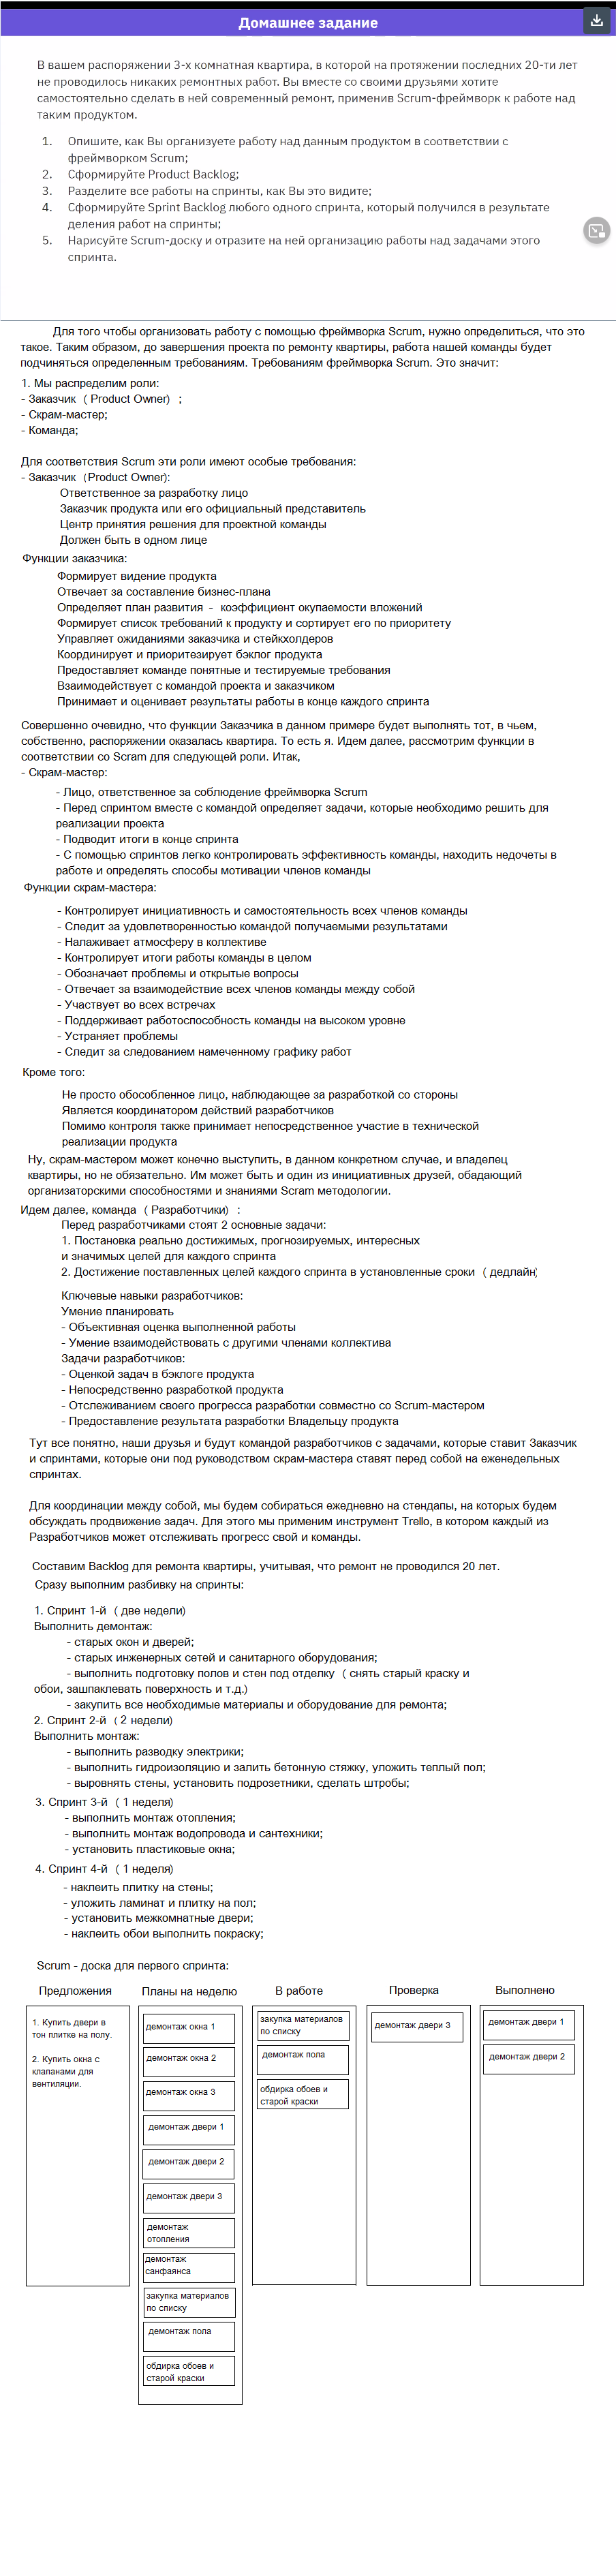 Домашнее задание
В вашем распоряжении 3-х комнатная квартира, в которой на протяжении последних 20-ти лет
не проводилось никаких ремонтных работ. Вы вместе со своими друзьями хотите
самостоятельно сделать в ней современный ремонт, применив Scrum-фреймворк к работе над
таким продуктом.
1. Опишите, как Вы организуете работу над данным продуктом в соответствии с
фреймворком Scrum;
2. Сформируйте Product Backlog;
3. Разделите все работы на спринты, как Вы это видите;
4. Сформируйте Sprint Backlog любого одного спринта, который получился в результате
деления работ на спринты;
5. Нарисуйте Scrum-доску и отразите на ней организацию работы над задачами этого
спринта.
Для того чтобы организовать работу с помощью фреймворка Scrum, нужно определиться, что это
такое. Таким образом, до завершения проекта по ремонту квартиры, работа нашей команды будет
подчиняться определенным требованиям. Требованиям фреймворка Scrum. Это значит:
1. Мы распределим роли:
- Заказчик ( Product Owner) ;
- Скрам-мастер;
- Команда;
Для соответствия Scrum эти роли имеют особые требования:
- Заказчик (Product Owner):
Ответственное за разработку лицо
Заказчик продукта или его официальный представитель
Центр принятия решения для проектной команды
Должен быть в одном лице
Функции заказчика:
Формирует видение продукта
Отвечает за составление бизнес-плана
Определяет план развития - коэффициент окупаемости вложений
Формирует список требований к продукту и сортирует его по приоритету
Управляет ожиданиями заказчика и стейкхолдеров
Координирует и приоритезирует бэклог продукта
Предоставляет команде понятные и тестируемые требования
Взаимодействует с командой проекта и заказчиком
Принимает и оценивает результаты работы в конце каждого спринта
Совершенно очевидно, что функции Заказчика в данном примере будет выполнять тот, в чьем,
собственно, распоряжении оказалась квартира. То есть я. Идем далее, рассмотрим функции в
соответствии со Scram для следующей роли. Итак,
- Скрам-мастер:
- Лицо, ответственное за соблюдение фреймворка Scrum
- Перед спринтом вместе с командой определяет задачи, которые необходимо решить для
реализации проекта
- Подводит итоги в конце спринта
- С помощью спринтов легко контролировать эффективность команды, находить недочеты в
работе и определять способы мотивации членов команды
Функции скрам-мастера:
- Контролирует инициативность и самостоятельность всех членов команды
- Следит за удовлетворенностью командой получаемыми результатами
- Налаживает атмосферу в коллективе
- Контролирует итоги работы команды в целом
- Обозначает проблемы и открытые вопросы
- Отвечает за взаимодействие всех членов команды между собой
- Участвует во всех встречах
- Поддерживает работоспособность команды на высоком уровне
- Устраняет проблемы
- Следит за следованием намеченному графику работ
Кроме того:
Не просто обособленное лицо, наблюдающее за разработкой со стороны
Является координатором действий разработчиков
Помимо контроля также принимает непосредственное участие в технической
реализации продукта
Ну, скрам-мастером может конечно выступить, в данном конкретном случае, и владелец
квартиры, но не обязательно. Им может быть и один из инициативных друзей, обадающий
организаторскими способностями и знаниями Scram методологии.
Идем далее, команда ( Разработчики) :
Перед разработчиками стоят 2 основные задачи:
1. Постановка реально достижимых, прогнозируемых, интересных
и значимых целей для каждого спринта
2. Достижение поставленных целей каждого спринта в установленные сроки ( дедлайн)
Ключевые навыки разработчиков:
Умение планировать
- Объективная оценка выполненной работы
- Умение взаимодействовать с другими членами коллектива
Задачи разработчиков:
- Оценкой задач в бэклоге продукта
- Непосредственно разработкой продукта
- Отслеживанием своего прогресса разработки совместно со Scrum-мастером
- Предоставление результата разработки Владельцу продукта
Тут все понятно, наши друзья и будут командой разработчиков с задачами, которые ставит Заказчик
и спринтами, которые они под руководством скрам-мастера ставят перед собой на еженедельных
спринтах.
Для координации между собой, мы будем собираться ежедневно на стендапы, на которых будем
обсуждать продвижение задач. Для этого мы применим инструмент Trello, в котором каждый из
Разработчиков может отслеживать прогресс свой и команды.
Составим Backlog для ремонта квартиры, учитывая, что ремонт не проводился 20 лет.
Сразу выполним разбивку на спринты:
1. Спринт 1-й ( две недели)
Выполнить демонтаж:
- старых окон и дверей;
- старых инженерных сетей и санитарного оборудования;
- выполнить подготовку полов и стен под отделку ( снять старый краску и
обои, зашпаклевать поверхность и т.д.)
- закупить все необходимые материалы и оборудование для ремонта;
2. Спринт 2-й ( 2 недели)
Выполнить монтаж:
- выполнить разводку электрики;
- выполнить гидроизоляцию и залить бетонную стяжку, уложить теплый пол;
- выровнять стены, установить подрозетники, сделать штробы;
3. Спринт 3-й ( 1 неделя)
- выполнить монтаж отопления;
- выполнить монтаж водопровода и сантехники;
- установить пластиковые окна;
4. Спринт 4-й ( 1 неделя)
- наклеить плитку на стены;
- уложить ламинат и плитку на пол;
- установить межкомнатные двери;
- наклеить обои выполнить покраску;
Scrum - доска для первого спринта:
Предложения
1. Купить двери в
тон плитке на полу.
2. Купить окна с
клапанами для
вентиляции.
Планы на неделю
демонтаж окна 1
демонтаж окна 2
демонтаж окна 3
демонтаж двери 1
демонтаж двери 2
демонтаж двери 3
демонтаж
отопления
демонтаж
санфаянса
закупка материалов
по списку
демонтаж пола
обдирка обоев и
старой краски
В работе
закупка материалов
по списку
демонтаж пола
обдирка обоев и
старой краски
Проверка
демонтаж двери 3
Выполнено
демонтаж двери 1
демонтаж двери 2